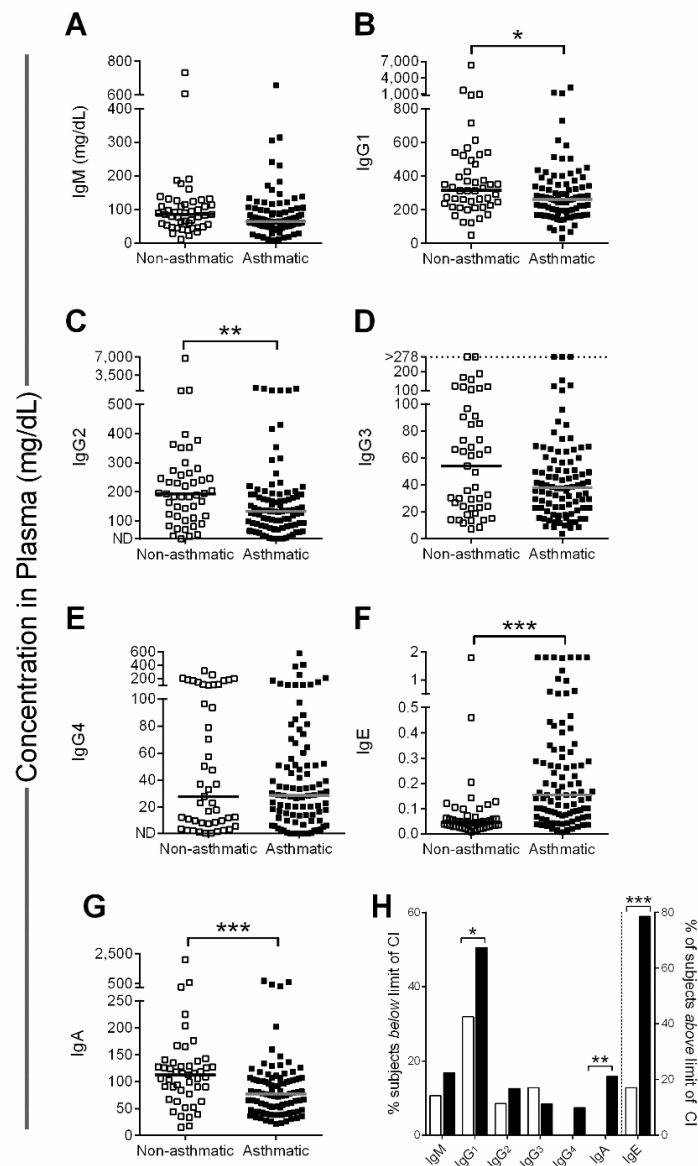 Concentration in Plasma (mg/dL)
A
IgM (mg/dL)
800
600
400
300
200
100
0
Non-asthmatic Asthmatic
B
*
IgG1
7,000
4,000
1,000
800
600
400
200
0
Non-asthmatic Asthmatic
C
**
IgG2
7,000
3,500
500
400
300
200
100
ND
Non-asthmatic Asthmatic
D
IgG3
>278
200
100
100
80
60
40
20
0
Non-asthmatic Asthmatic
E
IgG4
600
400
200
100
80
60
40
20
ND
Non-asthmatic Asthmatic
F
***
IgE
2
1
0.5
0.4
0.3
0.2
0.1
0.0
Non-asthmatic Asthmatic
G
***
IgA
2,500
500
250
200
150
100
50
0
Non-asthmatic Asthmatic
H
% subjects below limit of CI
60
40
20
0
*
**
***
80
60
40
20
0
% of subjects above limit of CI
IgM IgG1 IgG2 IgG3 IgG4 IgA IgE